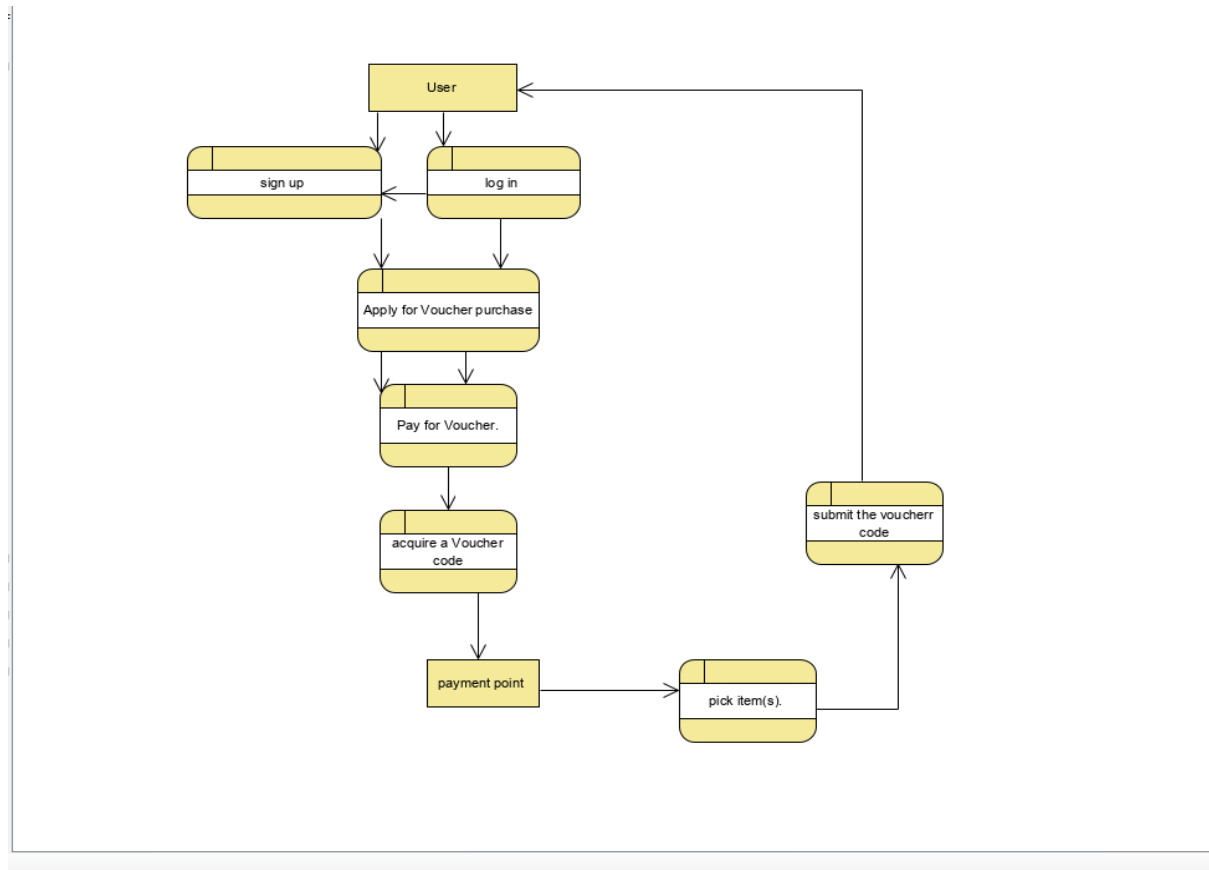 User
sign up
log in
Apply for Voucher purchase
Pay for Voucher.
acquire a Voucher
code
submit the voucherr
code
payment point
pick item(s).